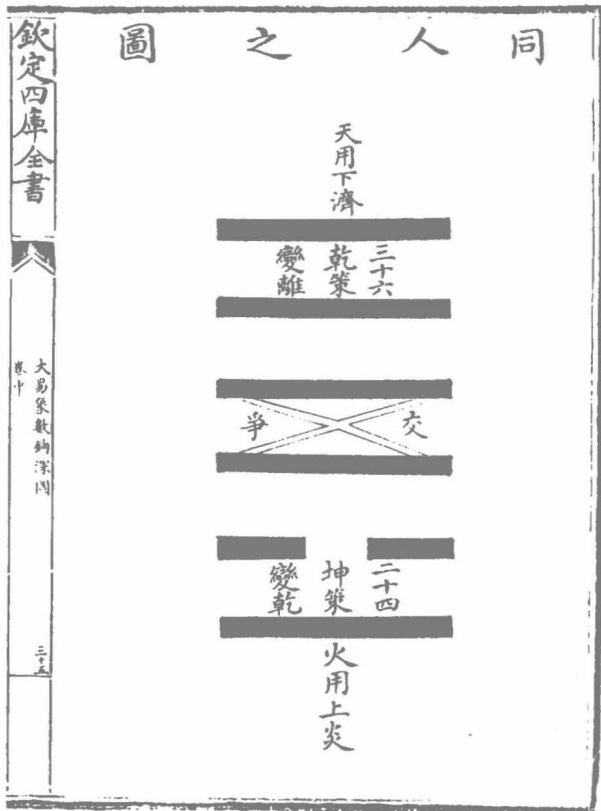 同人之圖
天用下濟
三十六
乾策
變離
交
爭
二十四
坤策
變乾
火用上炎
欽定四庫全書
大易象數鉤深圖
卷中
三十五